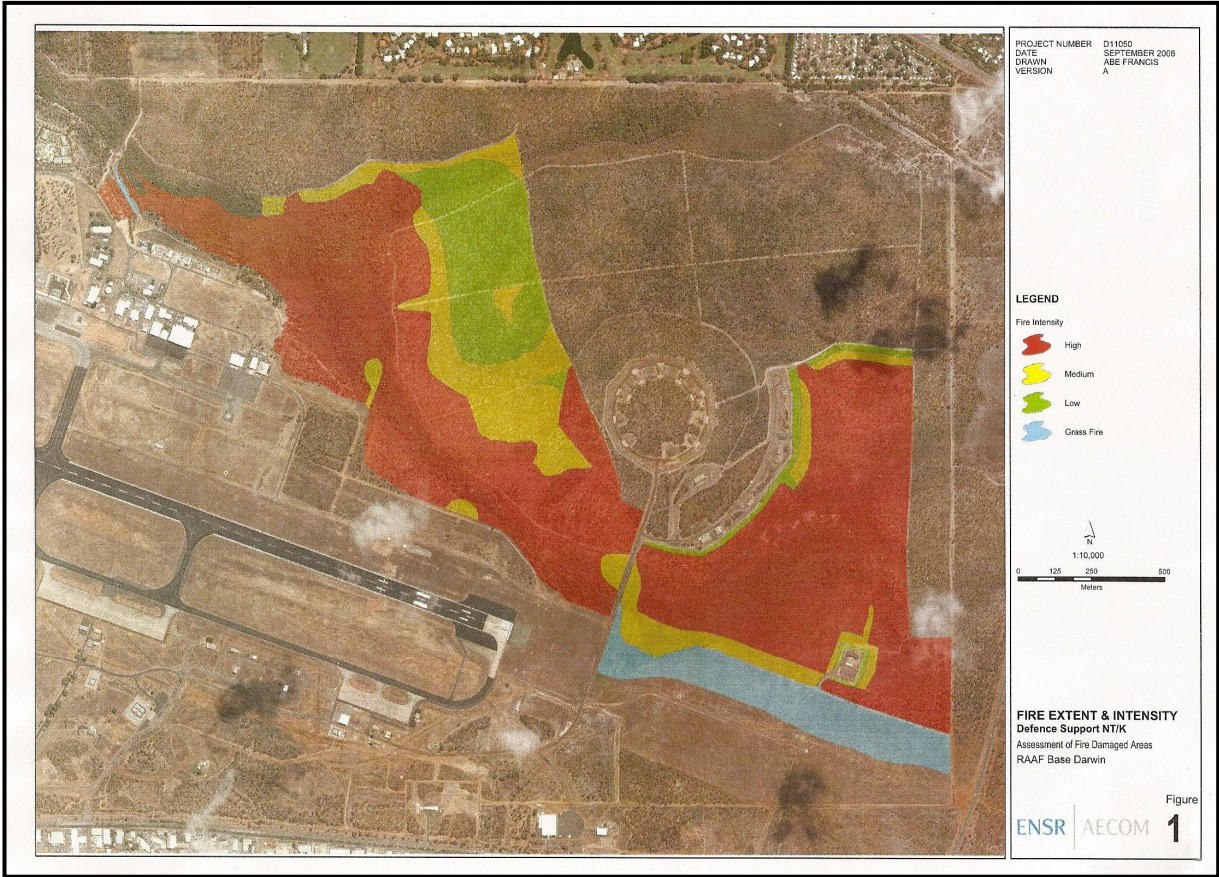 PROJECT NUMBER D11050
DATE SEPTEMBER 2008
DRAWN ABE FRANCIS
VERSION A
LEGEND
Fire Intensity
High
Medium
Low
Grass Fire
N
1:10,000
0 125 250 500
Meters
FIRE EXTENT & INTENSITY
Defence Support NT/K
Assessment of Fire Damaged Areas
RAAF Base Darwin
Figure
ENSR AECOM 1